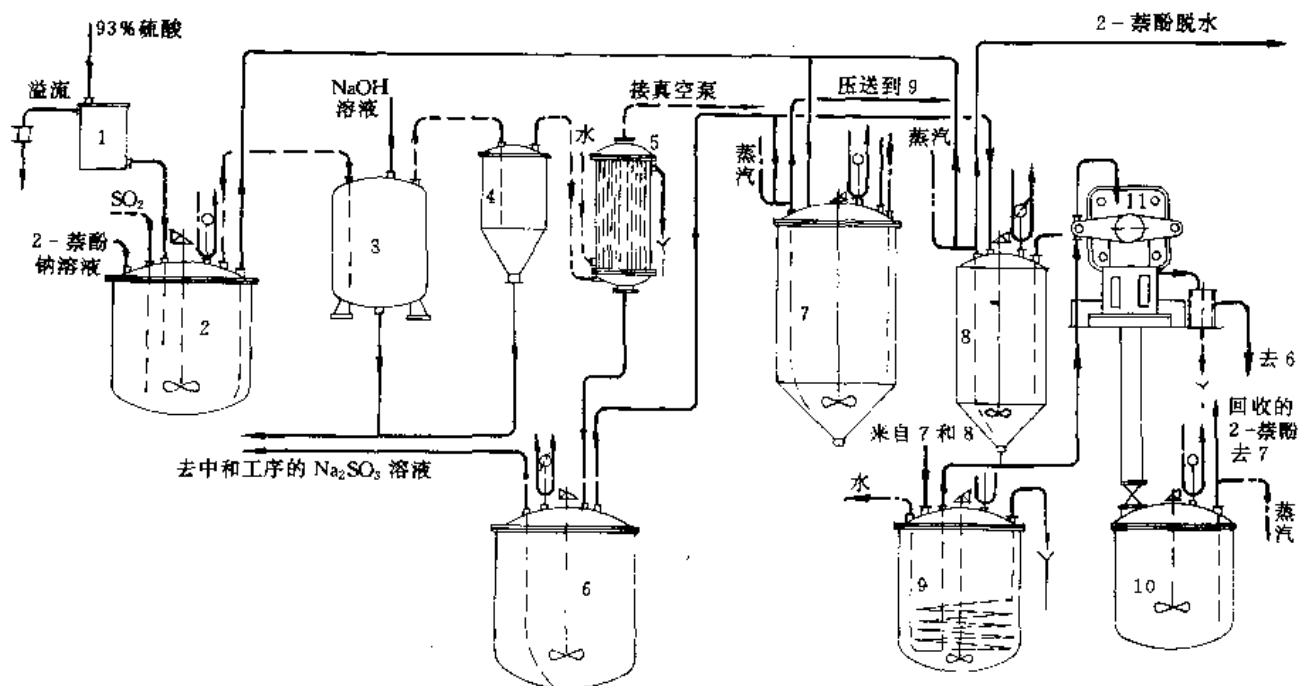 93%硫酸
溢流
1
SO₂
2-萘酚
钠溶液
2
NaOH
溶液
3
4
水
接真空泵
5
去中和工序的 Na₂SO₃ 溶液
6
压送到 9
蒸汽
7
蒸汽
8
2-萘酚脱水
11
去 6
来自 7 和 8
水
9
回收的
2-萘酚
去 7
蒸汽
10